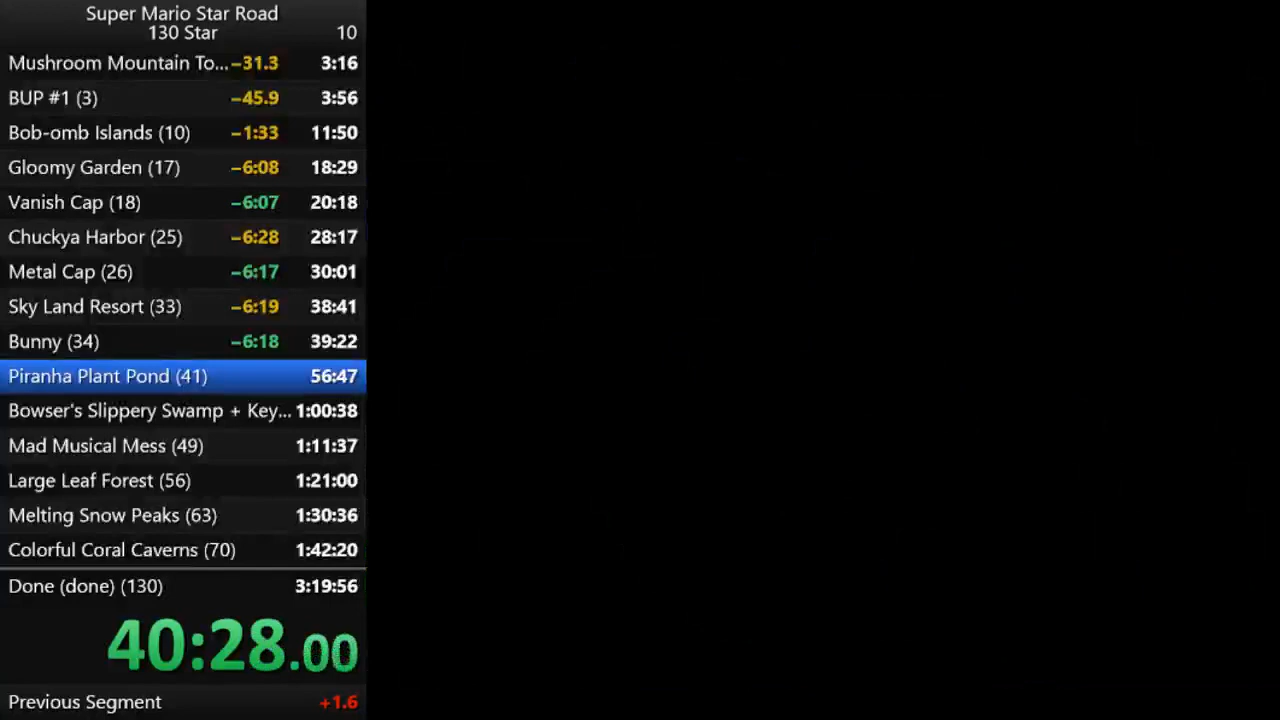 Super Mario Star Road
130 Star 10
Mushroom Mountain To... −31.3 3:16
BUP #1 (3) −45.9 3:56
Bob-omb Islands (10) −1:33 11:50
Gloomy Garden (17) −6:08 18:29
Vanish Cap (18) −6:07 20:18
Chuckya Harbor (25) −6:28 28:17
Metal Cap (26) −6:17 30:01
Sky Land Resort (33) −6:19 38:41
Bunny (34) −6:18 39:22
Piranha Plant Pond (41) 56:47
Bowser's Slippery Swamp + Key... 1:00:38
Mad Musical Mess (49) 1:11:37
Large Leaf Forest (56) 1:21:00
Melting Snow Peaks (63) 1:30:36
Colorful Coral Caverns (70) 1:42:20
Done (done) (130) 3:19:56
40:28.00
Previous Segment +1.6